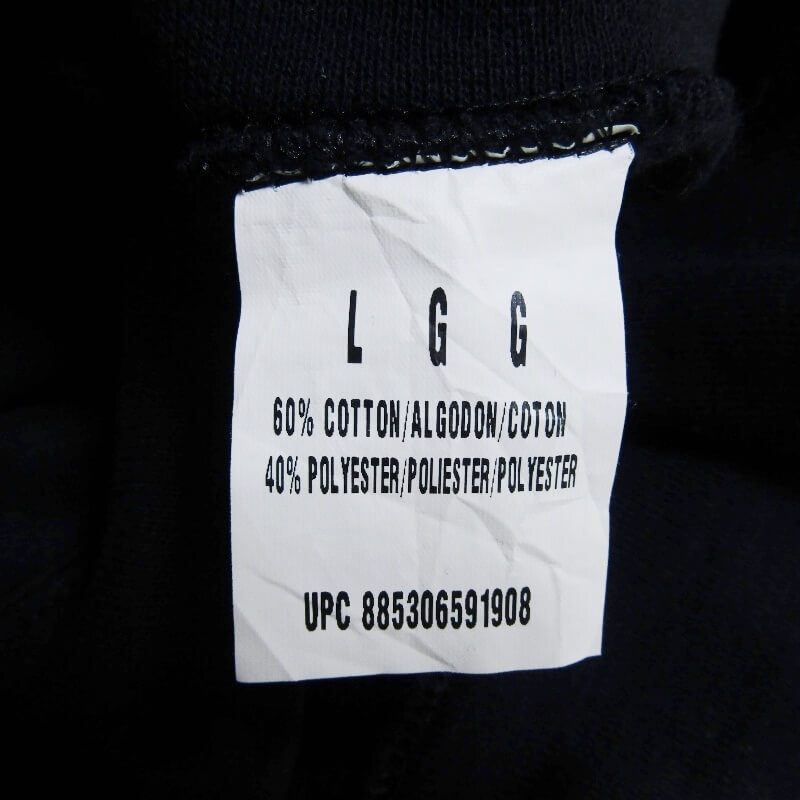 L G G
60% COTTON/ALGODON/COTON
40% POLYESTER/POLIESTER/POLYESTER
UPC 885306591908